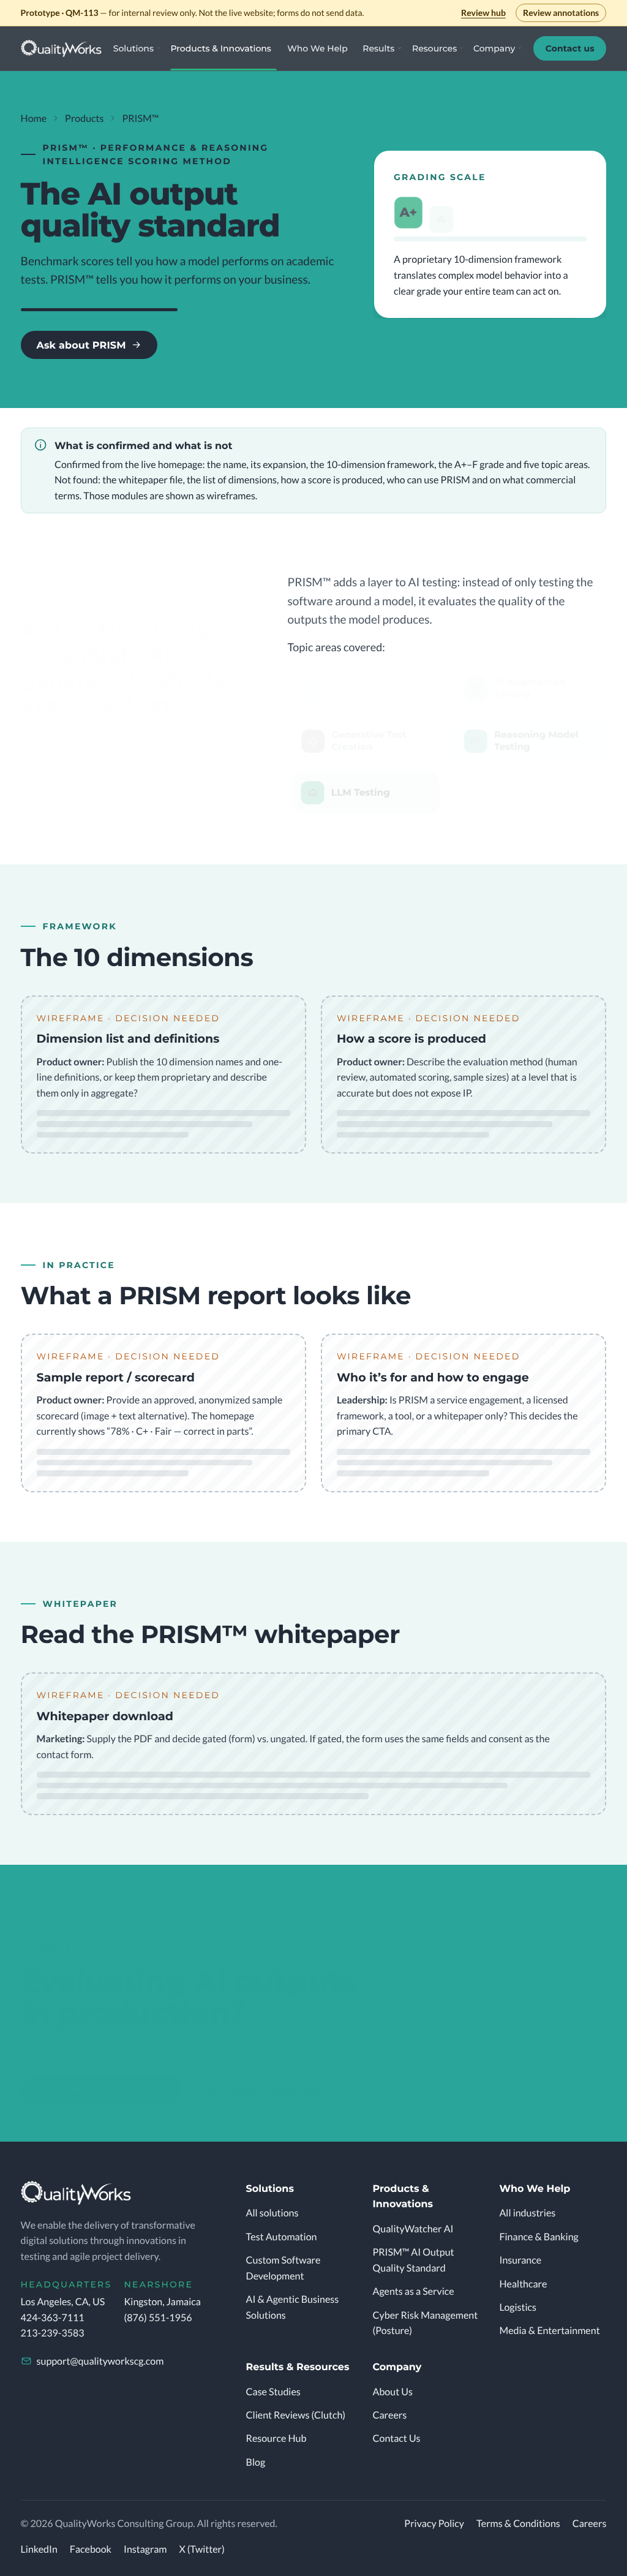 Prototype · QM-113 — for internal review only. Not the live website; forms do not send data.
Review hub
Review annotations
QualityWorks
Solutions
Products & Innovations
Who We Help
Results
Resources
Company
Contact us
Home
Products
PRISM™
PRISM™ · PERFORMANCE & REASONING
INTELLIGENCE SCORING METHOD
The AI output
quality standard
Benchmark scores tell you how a model performs on academic
tests. PRISM™ tells you how it performs on your business.
Ask about PRISM
GRADING SCALE
A+
A proprietary 10-dimension framework
translates complex model behavior into a
clear grade your entire team can act on.
What is confirmed and what is not
Confirmed from the live homepage: the name, its expansion, the 10-dimension framework, the A+–F grade and five topic areas.
Not found: the whitepaper file, the list of dimensions, how a score is produced, who can use PRISM and on what commercial
terms. Those modules are shown as wireframes.
PRISM™ adds a layer to AI testing: instead of only testing the
software around a model, it evaluates the quality of the
outputs the model produces.
Topic areas covered:
Reasoning Model
Testing
LLM Testing
FRAMEWORK
The 10 dimensions
WIREFRAME · DECISION NEEDED
Dimension list and definitions
Product owner: Publish the 10 dimension names and one-
line definitions, or keep them proprietary and describe
them only in aggregate?
WIREFRAME · DECISION NEEDED
How a score is produced
Product owner: Describe the evaluation method (human
review, automated scoring, sample sizes) at a level that is
accurate but does not expose IP.
IN PRACTICE
What a PRISM report looks like
WIREFRAME · DECISION NEEDED
Sample report / scorecard
Product owner: Provide an approved, anonymized sample
scorecard (image + text alternative). The homepage
currently shows “78% · C+ · Fair — correct in parts”.
WIREFRAME · DECISION NEEDED
Who it’s for and how to engage
Leadership: Is PRISM a service engagement, a licensed
framework, a tool, or a whitepaper only? This decides the
primary CTA.
WHITEPAPER
Read the PRISM™ whitepaper
WIREFRAME · DECISION NEEDED
Whitepaper download
Marketing: Supply the PDF and decide gated (form) vs. ungated. If gated, the form uses the same fields and consent as the
contact form.
QualityWorks
We enable the delivery of transformative
digital solutions through innovations in
testing and agile project delivery.
HEADQUARTERS
Los Angeles, CA, US
424-363-7111
213-239-3583
NEARSHORE
Kingston, Jamaica
(876) 551-1956
support@qualityworkscg.com
Solutions
All solutions
Test Automation
Custom Software
Development
AI & Agentic Business
Solutions
Products &
Innovations
QualityWatcher AI
PRISM™ AI Output
Quality Standard
Agents as a Service
Cyber Risk Management
(Posture)
Who We Help
All industries
Finance & Banking
Insurance
Healthcare
Logistics
Media & Entertainment
Results & Resources
Case Studies
Client Reviews (Clutch)
Resource Hub
Blog
Company
About Us
Careers
Contact Us
© 2026 QualityWorks Consulting Group. All rights reserved.
Privacy Policy
Terms & Conditions
Careers
LinkedIn
Facebook
Instagram
X (Twitter)